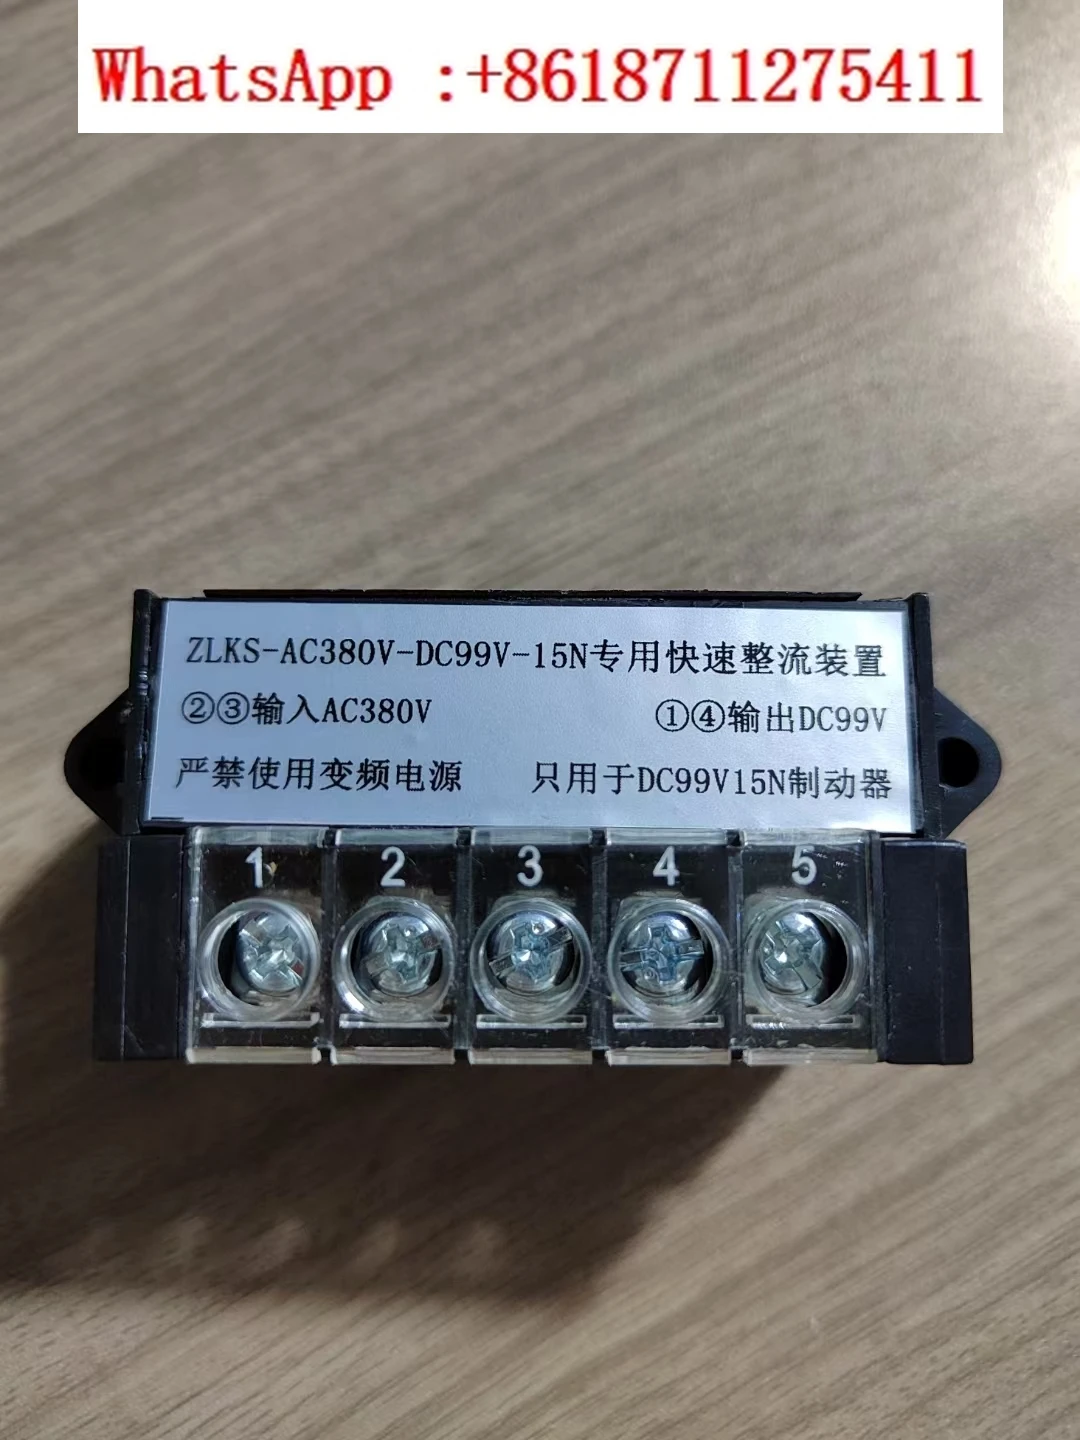 WhatsApp :+8618711275411
ZLKS-AC380V-DC99V-15N专用快速整流装置
②③输入AC380V ①④输出DC99V
严禁使用变频电源 只用于DC99V15N制动器
1 2 3 4 5